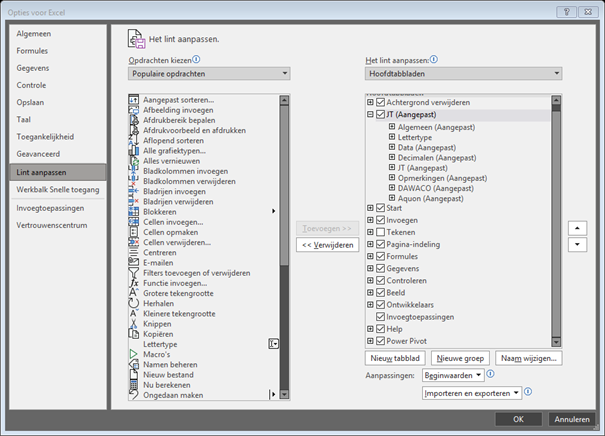 Opties voor Excel
Algemeen
Formules
Gegevens
Controle
Opslaan
Taal
Toegankelijkheid
Geavanceerd
Lint aanpassen
Werkbalk Snelle toegang
Invoegtoepassingen
Vertrouwenscentrum
Het lint aanpassen.
Opdrachten kiezen
Populaire opdrachten
Aangepast sorteren...
Afbeelding invoegen
Afdrukbereik bepalen
Afdrukvoorbeeld en afdrukken
Aflopend sorteren
Alle grafiektypen...
Alles vernieuwen
Bladkolommen invoegen
Bladkolommen verwijderen
Bladrijen invoegen
Bladrijen verwijderen
Blokkeren
Cellen invoegen...
Cellen opmaken
Cellen verwijderen...
Centreren
E-mailen
Filters toevoegen of verwijderen
Functie invoegen...
Grotere tekengrootte
Herhalen
Kleinere tekengrootte
Knippen
Kopiëren
Lettertype
Macro's
Namen beheren
Nieuw bestand
Nu berekenen
Ongedaan maken
Toevoegen >>
<< Verwijderen
Het lint aanpassen:
Hoofdtabbladen
Hoofdtabbladen
Achtergrond verwijderen
JT (Aangepast)
Algemeen (Aangepast)
Lettertype
Data (Aangepast)
Decimalen (Aangepast)
JT (Aangepast)
Opmerkingen (Aangepast)
DAWACO (Aangepast)
Aquon (Aangepast)
Start
Invoegen
Tekenen
Pagina-indeling
Formules
Gegevens
Controleren
Beeld
Ontwikkelaars
Invoegtoepassingen
Help
Power Pivot
Nieuw tabblad
Nieuwe groep
Naam wijzigen...
Aanpassingen:
Beginwaarden
Importeren en exporteren
OK
Annuleren